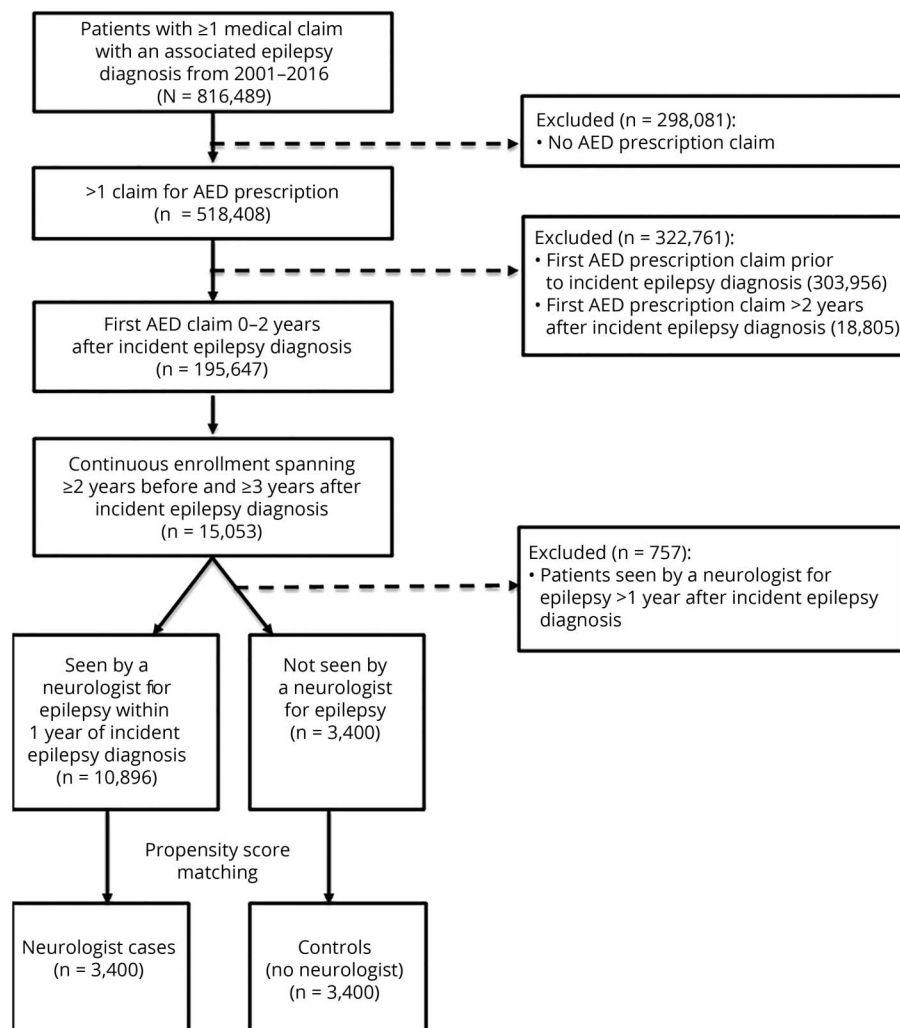 Patients with ≥1 medical claim
with an associated epilepsy
diagnosis from 2001–2016
(N = 816,489)
Excluded (n = 298,081):
• No AED prescription claim
>1 claim for AED prescription
(n = 518,408)
Excluded (n = 322,761):
• First AED prescription claim prior
to incident epilepsy diagnosis (303,956)
• First AED prescription claim >2 years
after incident epilepsy diagnosis (18,805)
First AED claim 0–2 years
after incident epilepsy diagnosis
(n = 195,647)
Continuous enrollment spanning
≥2 years before and ≥3 years after
incident epilepsy diagnosis
(n = 15,053)
Excluded (n = 757):
• Patients seen by a neurologist for
epilepsy >1 year after incident epilepsy
diagnosis
Seen by a
neurologist for
epilepsy within
1 year of incident
epilepsy diagnosis
(n = 10,896)
Not seen by
a neurologist
for epilepsy
(n = 3,400)
Propensity score
matching
Neurologist cases
(n = 3,400)
Controls
(no neurologist)
(n = 3,400)